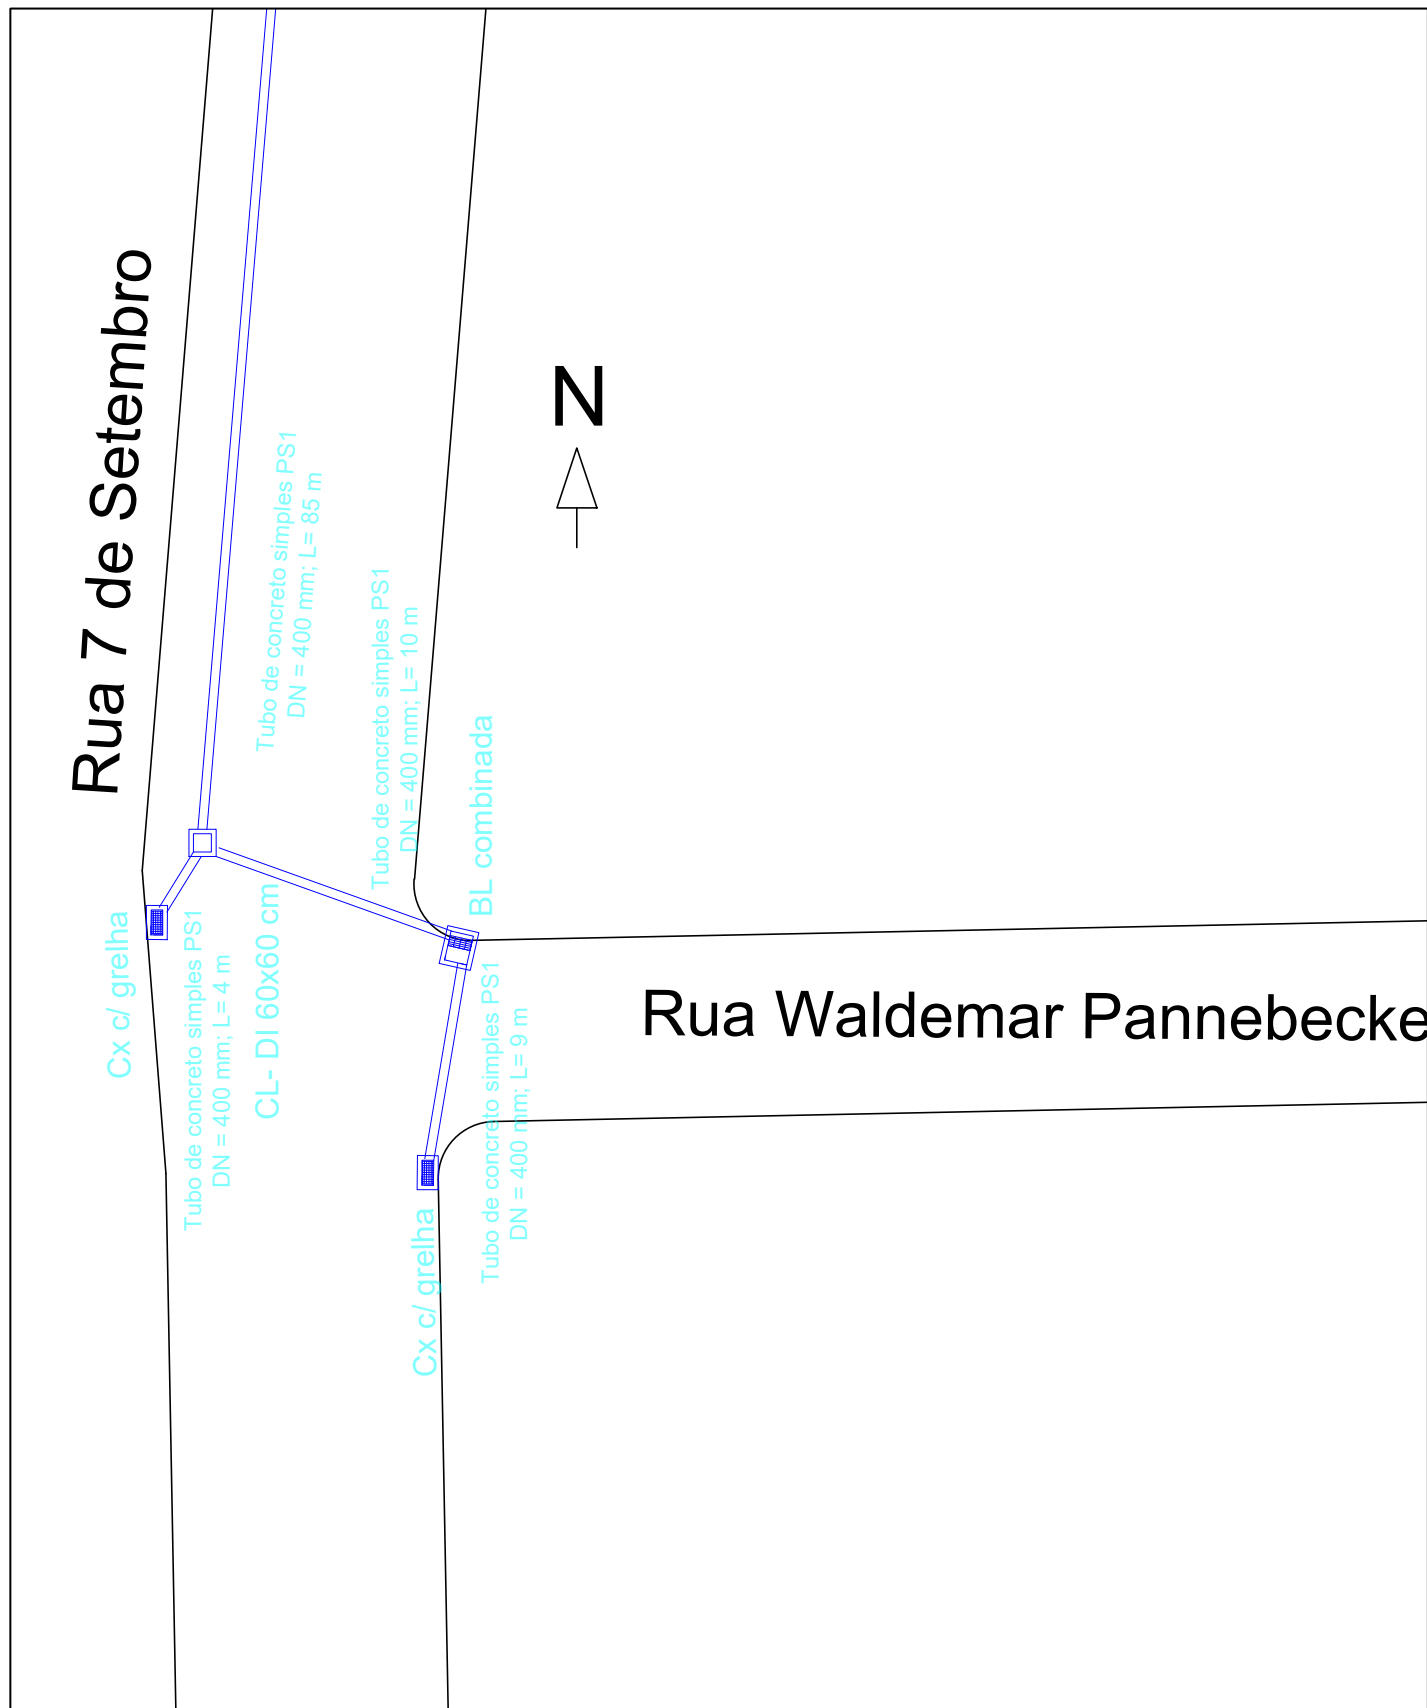 Rua 7 de Setembro
N
Tubo de concreto simples PS1
DN = 400 mm; L= 85 m
Tubo de concreto simples PS1
DN = 400 mm; L= 10 m
BL combinada
Cx c/ grelha
Tubo de concreto simples PS1
DN = 400 mm; L= 4 m
CL- DI 60x60 cm
Rua Waldemar Pannebecke
Tubo de concreto simples PS1
DN = 400 mm; L= 9 m
Cx c/ grelha